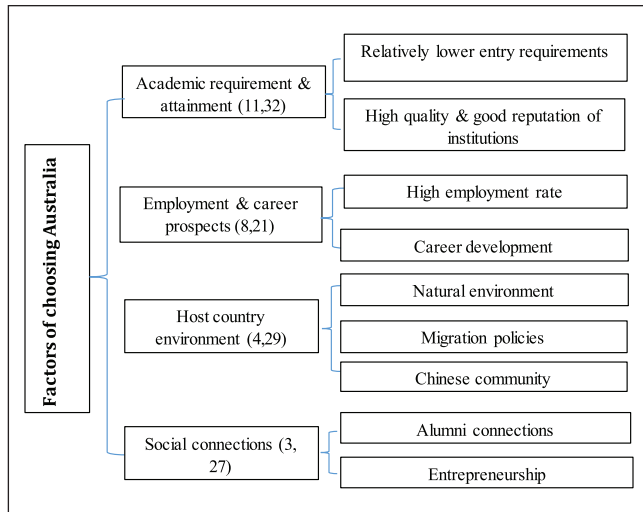 Factors of choosing Australia
Academic requirement &
attainment (11,32)
Relatively lower entry requirements
High quality & good reputation of
institutions
Employment & career
prospects (8,21)
High employment rate
Career development
Host country
environment (4,29)
Natural environment
Migration policies
Chinese community
Social connections (3,
27)
Alumni connections
Entrepreneurship